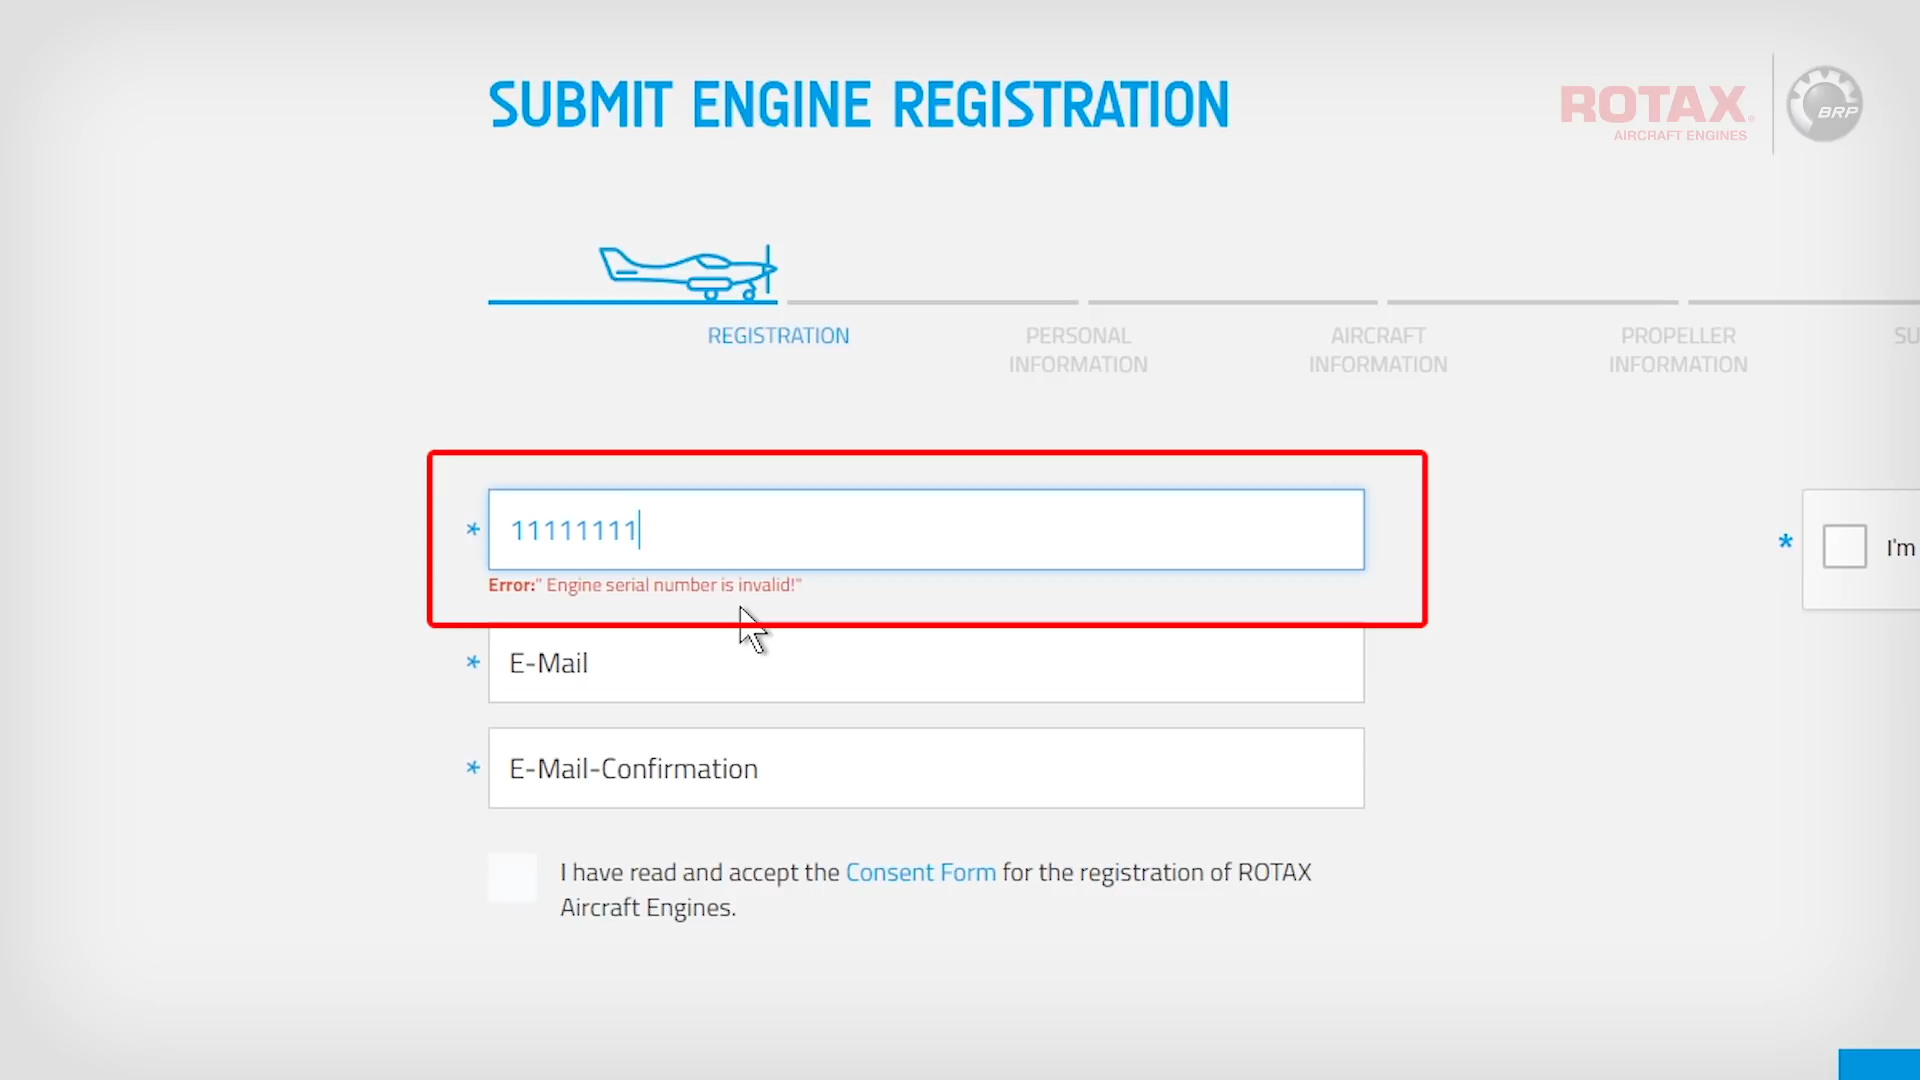 SUBMIT ENGINE REGISTRATION
ROTAX
AIRCRAFT ENGINES
BRP
REGISTRATION
PERSONAL
INFORMATION
AIRCRAFT
INFORMATION
PROPELLER
INFORMATION
SU
* 11111111
Error:" Engine serial number is invalid!"
* I'm
* E-Mail
* E-Mail-Confirmation
I have read and accept the Consent Form for the registration of ROTAX
Aircraft Engines.